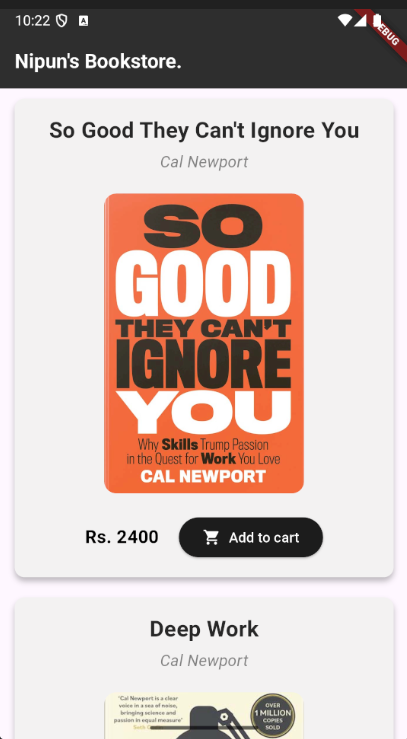 10:22
DEBUG
Nipun's Bookstore.
So Good They Can't Ignore You
Cal Newport
SO
GOOD
THEY CAN'T
IGNORE
YOU
Why Skills Trump Passion
in the Quest for Work You Love
CAL NEWPORT
Rs. 2400
Add to cart
Deep Work
Cal Newport
'Cal Newport is a clear
voice in a sea of noise,
bringing science and
passion in equal measure'
OVER
1 MILLION
COPIES
SOLD